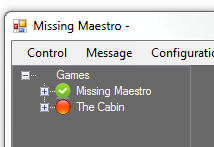 Missing Maestro -
Control Message Configuratio
Games
Missing Maestro
The Cabin